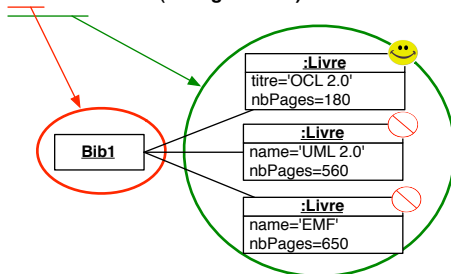 :Livre
titre='OCL 2.0'
nbPages=180
Bib1
:Livre
name='UML 2.0'
nbPages=560
:Livre
name='EMF'
nbPages=650